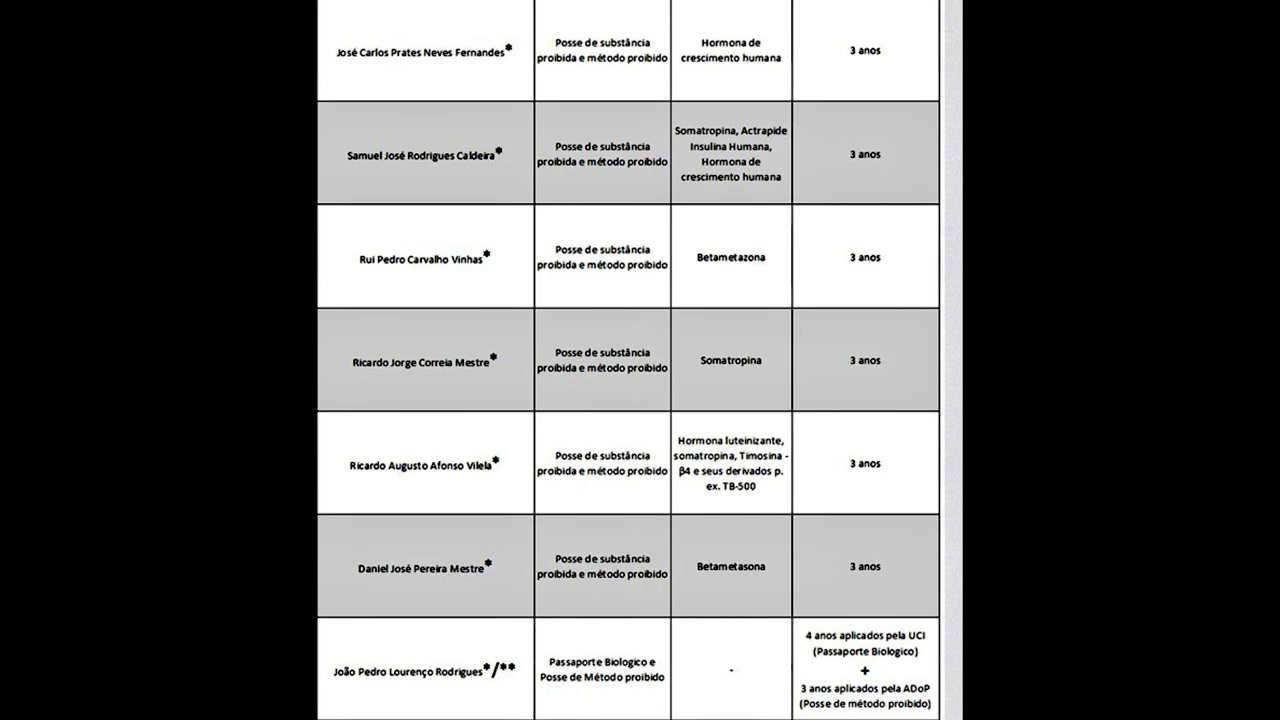 José Carlos Prates Neves Fernandes*
Posse de substância
proibida e método proibido
Hormona de
crescimento humana
3 anos
Samuel José Rodrigues Caldeira*
Posse de substância
proibida e método proibido
Somatropina, Actrapide
Insulina Humana,
Hormona de
crescimento humana
3 anos
Rui Pedro Carvalho Vinhas*
Posse de substância
proibida e método proibido
Betametazona
3 anos
Ricardo Jorge Correia Mestre*
Posse de substância
proibida e método proibido
Somatropina
3 anos
Ricardo Augusto Afonso Vilela*
Posse de substância
proibida e método proibido
Hormona luteinizante,
somatropina, Timosina -
β4 e seus derivados p.
ex. TB-500
3 anos
Daniel José Pereira Mestre*
Posse de substância
proibida e método proibido
Betametasona
3 anos
João Pedro Lourenço Rodrigues*/**
Passaporte Biologico e
Posse de Método proibido
-
4 anos aplicados pela UCI
(Passaporte Biologico)
+
3 anos aplicados pela ADoP
(Posse de método proibido)